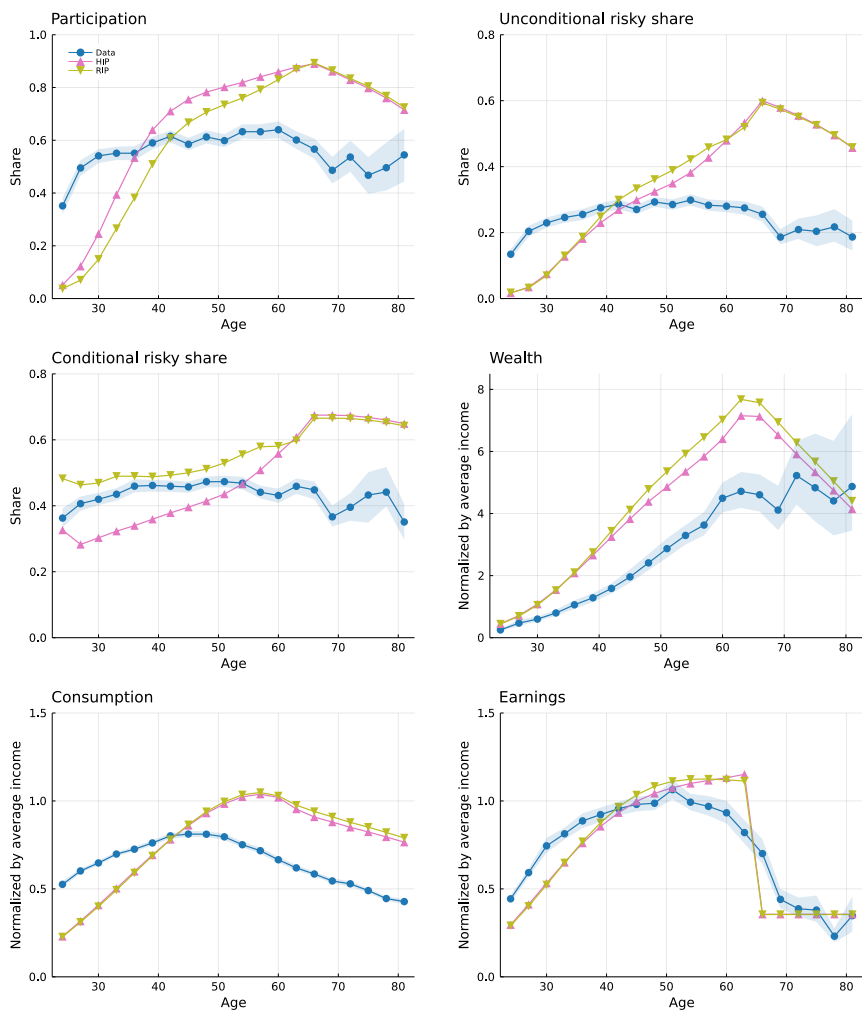 Participation
1.0
0.8
0.6
0.4
0.2
0.0
Share
Data
HIP
RIP
30 40 50 60 70 80
Age
Unconditional risky share
0.8
0.6
0.4
0.2
0.0
Share
30 40 50 60 70 80
Age
Conditional risky share
0.8
0.6
0.4
0.2
0.0
Share
30 40 50 60 70 80
Age
Wealth
8
6
4
2
0
Normalized by average income
30 40 50 60 70 80
Age
Consumption
1.5
1.0
0.5
0.0
Normalized by average income
30 40 50 60 70 80
Age
Earnings
1.5
1.0
0.5
0.0
Normalized by average income
30 40 50 60 70 80
Age